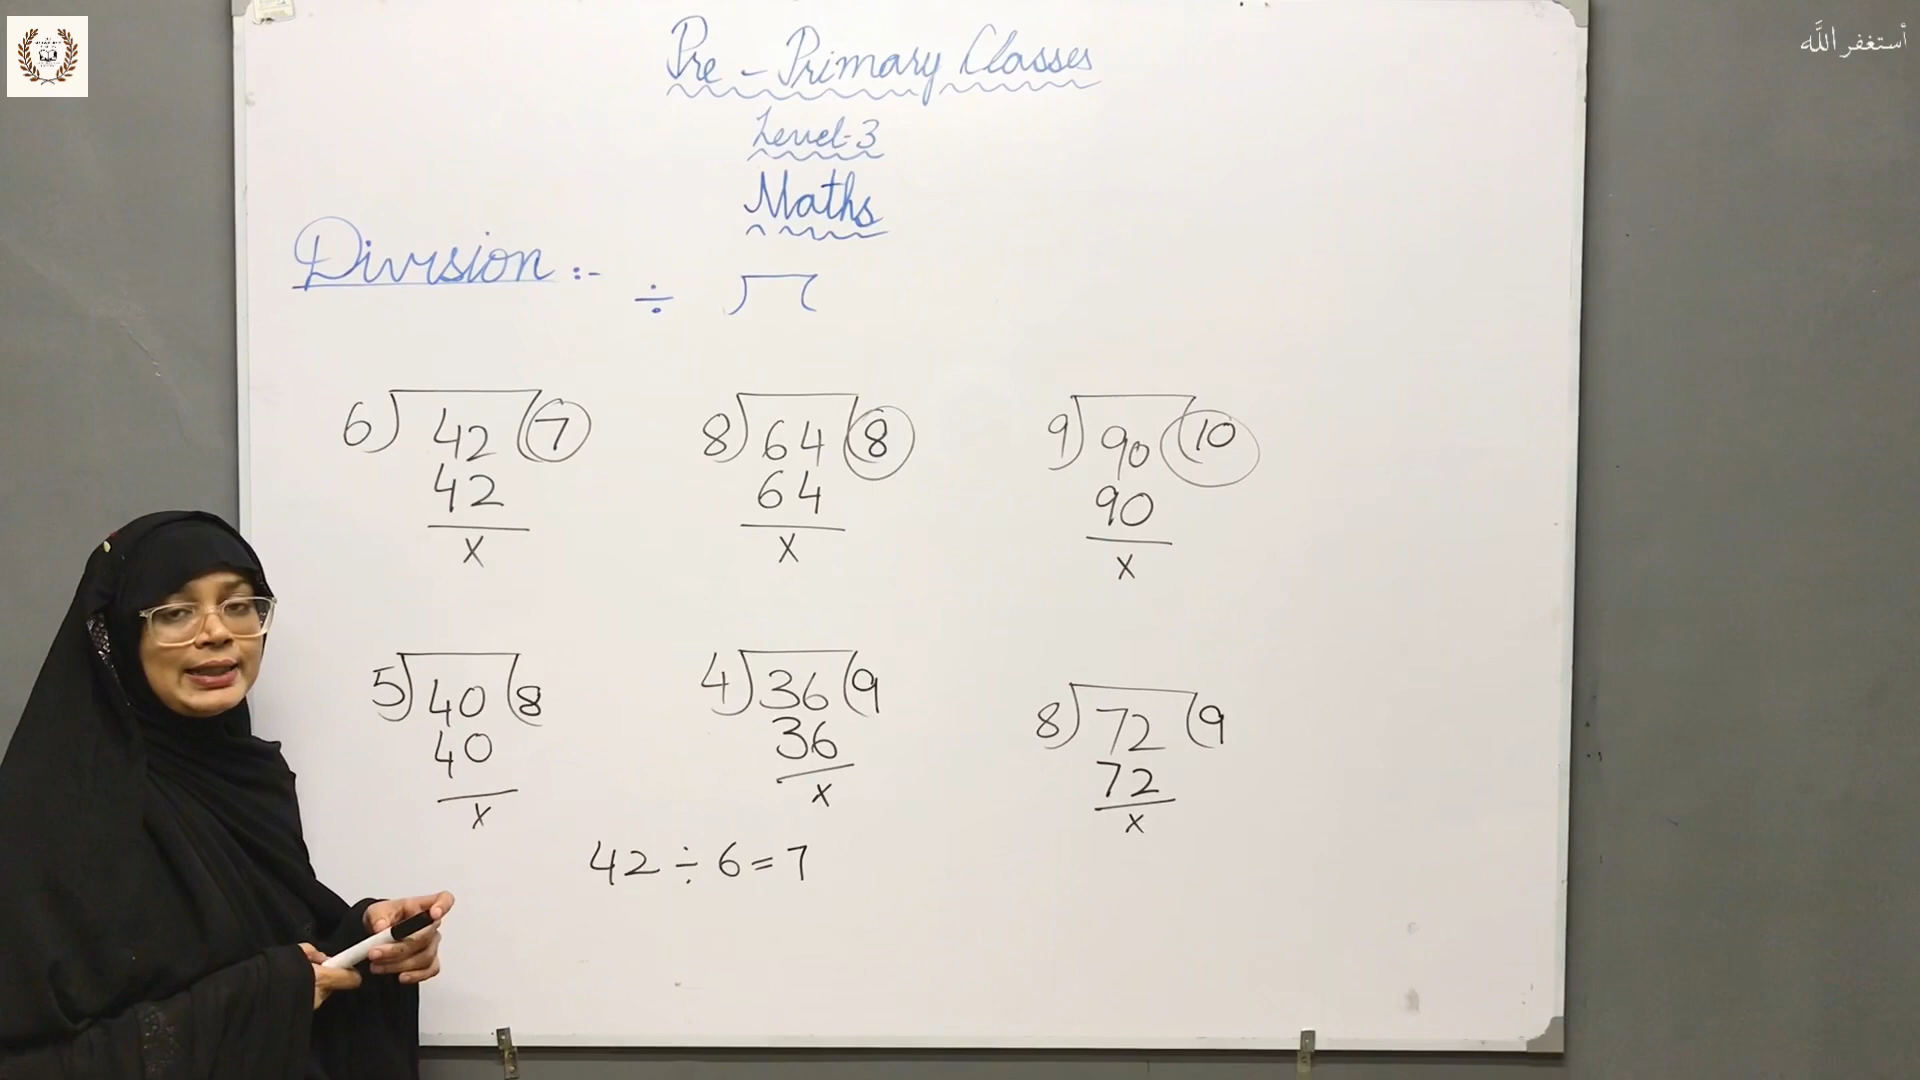 أستغفر الله
Pre - Primary Classes
Level-3
Maths
Division :-
÷
6) 42 (7
42
x
8) 64 (8
64
x
9) 90 (10
90
x
5) 40 (8
40
x
4) 36 (9
36
x
8) 72 (9
72
x
42 ÷ 6 = 7